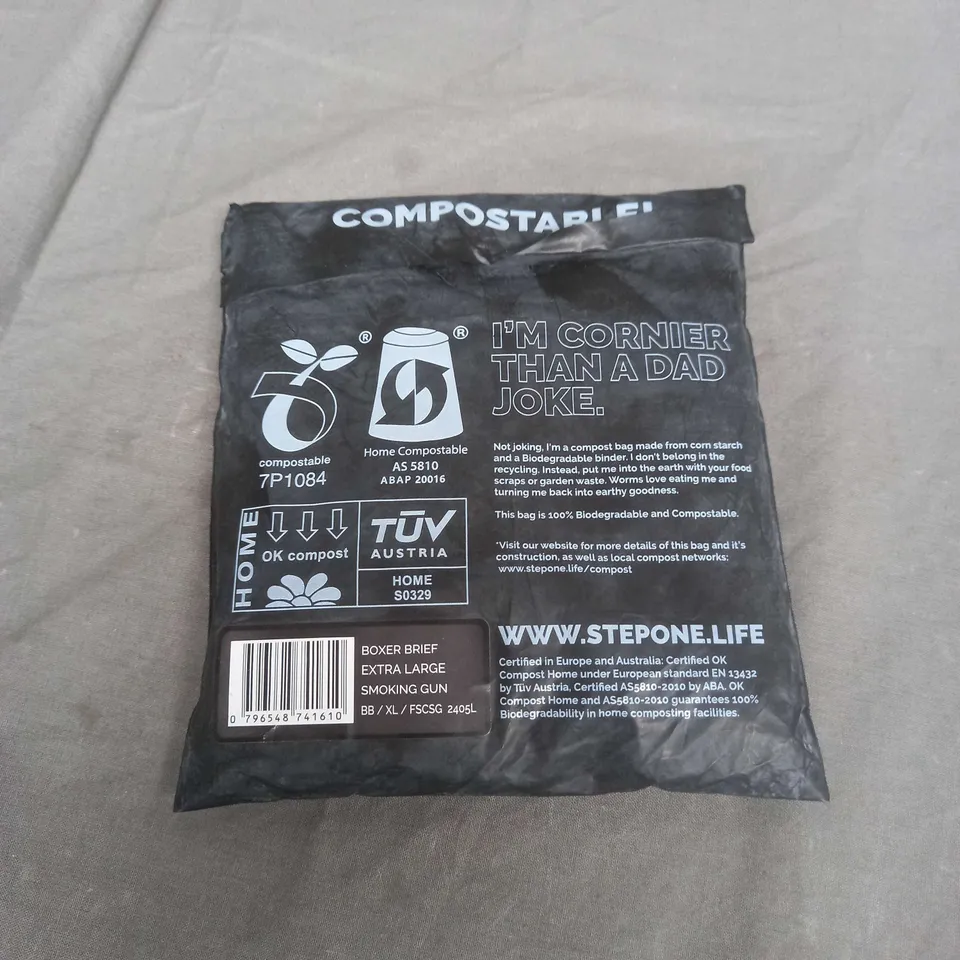 COMPOSTABLE!
®
®
compostable
7P1084
Home Compostable
AS 5810
ABAP 20016
HOME
OK compost
TÜV
AUSTRIA
HOME
S0329
I'M CORNIER
THAN A DAD
JOKE.
Not joking, I'm a compost bag made from corn starch
and a Biodegradable binder. I don't belong in the
recycling. Instead, put me into the earth with your food
scraps or garden waste. Worms love eating me and
turning me back into earthy goodness.
This bag is 100% Biodegradable and Compostable.
*Visit our website for more details of this bag and it's
construction, as well as local compost networks:
www.stepone.life/compost
WWW.STEPONE.LIFE
Certified in Europe and Australia: Certified OK
Compost Home under European standard EN 13432
by Tüv Austria, Certified AS5810-2010 by ABA. OK
Compost Home and AS5810-2010 guarantees 100%
Biodegradability in home composting facilities.
BOXER BRIEF
EXTRA LARGE
SMOKING GUN
BB / XL / FSCSG 2405L
0 796548 741610